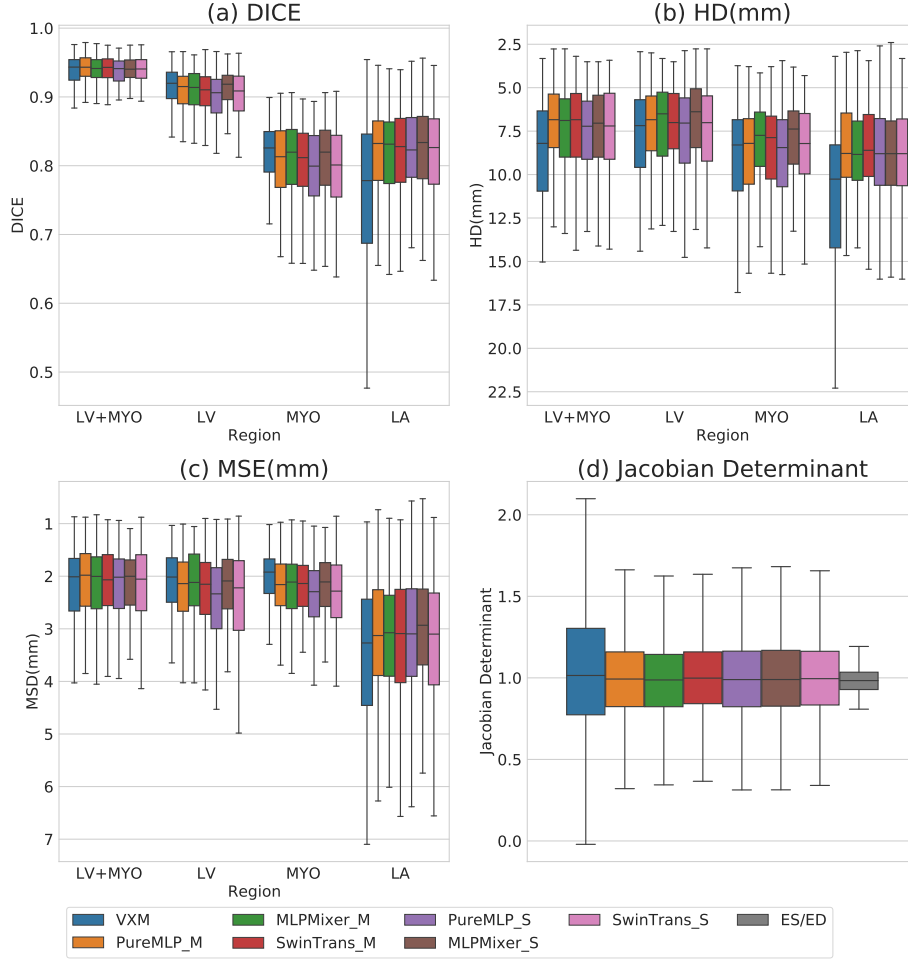 (a) DICE
1.0
0.9
0.8
0.7
0.6
0.5
DICE
LV+MYO LV MYO LA
Region
(b) HD(mm)
2.5
5.0
7.5
10.0
12.5
15.0
17.5
20.0
22.5
HD(mm)
LV+MYO LV MYO LA
Region
(c) MSE(mm)
1
2
3
4
5
6
7
MSD(mm)
LV+MYO LV MYO LA
Region
(d) Jacobian Determinant
2.0
1.5
1.0
0.5
0.0
Jacobian Determinant
VXM MLPMixer_M PureMLP_S SwinTrans_S ES/ED
PureMLP_M SwinTrans_M MLPMixer_S